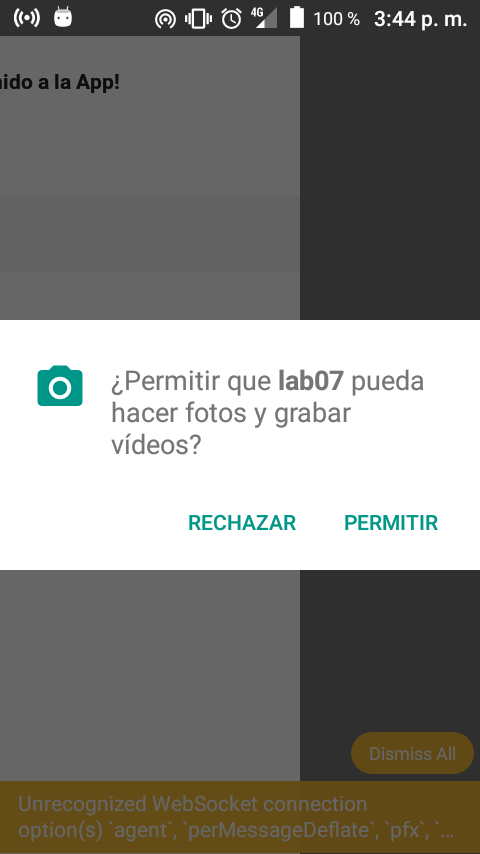 4G 100 % 3:44 p. m.
nido a la App!
¿Permitir que lab07 pueda
hacer fotos y grabar
vídeos?
RECHAZAR PERMITIR
Dismiss All
Unrecognized WebSocket connection
option(s) `agent`, `perMessageDeflate`, `pfx`, `...